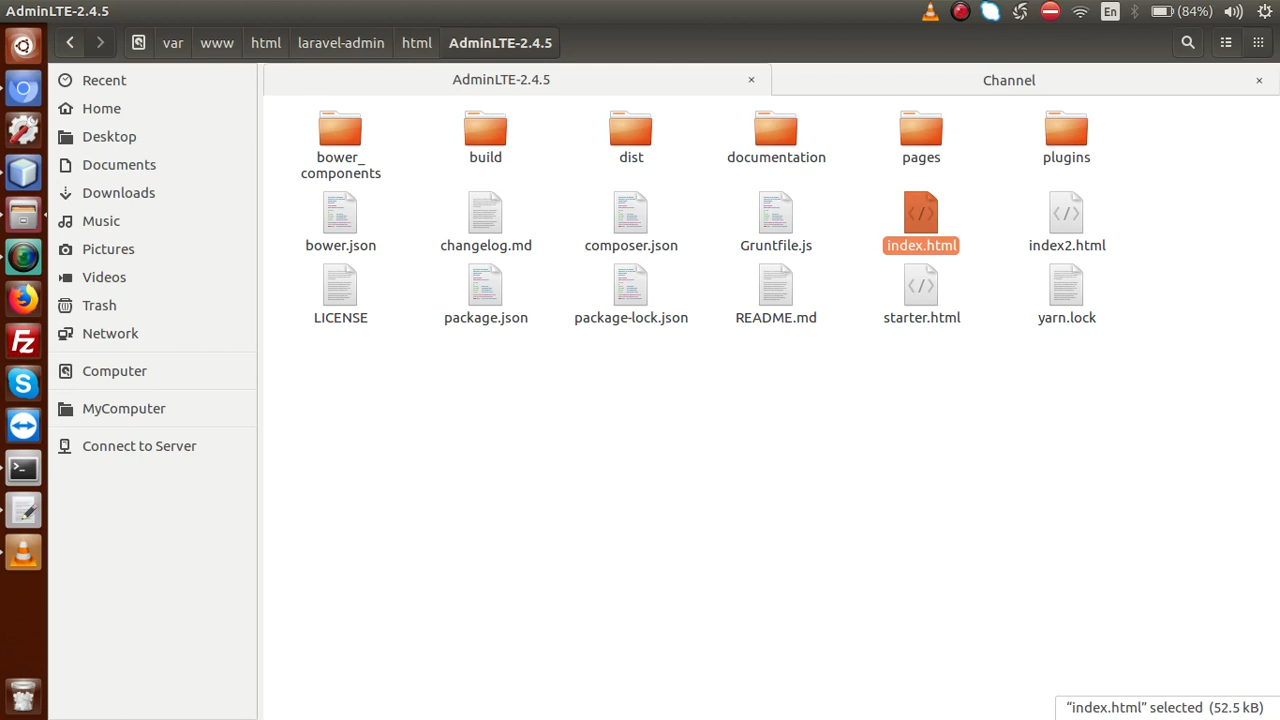 AdminLTE-2.4.5
En
(84%)
var
www
html
laravel-admin
html
AdminLTE-2.4.5
AdminLTE-2.4.5
×
Channel
×
Recent
Home
Desktop
Documents
Downloads
Music
Pictures
Videos
Trash
Network
Computer
MyComputer
Connect to Server
bower_
components
build
dist
documentation
pages
plugins
bower.json
changelog.md
composer.json
Gruntfile.js
index.html
index2.html
LICENSE
package.json
package-lock.json
README.md
starter.html
yarn.lock
Fz
S
>_
“index.html” selected (52.5 kB)